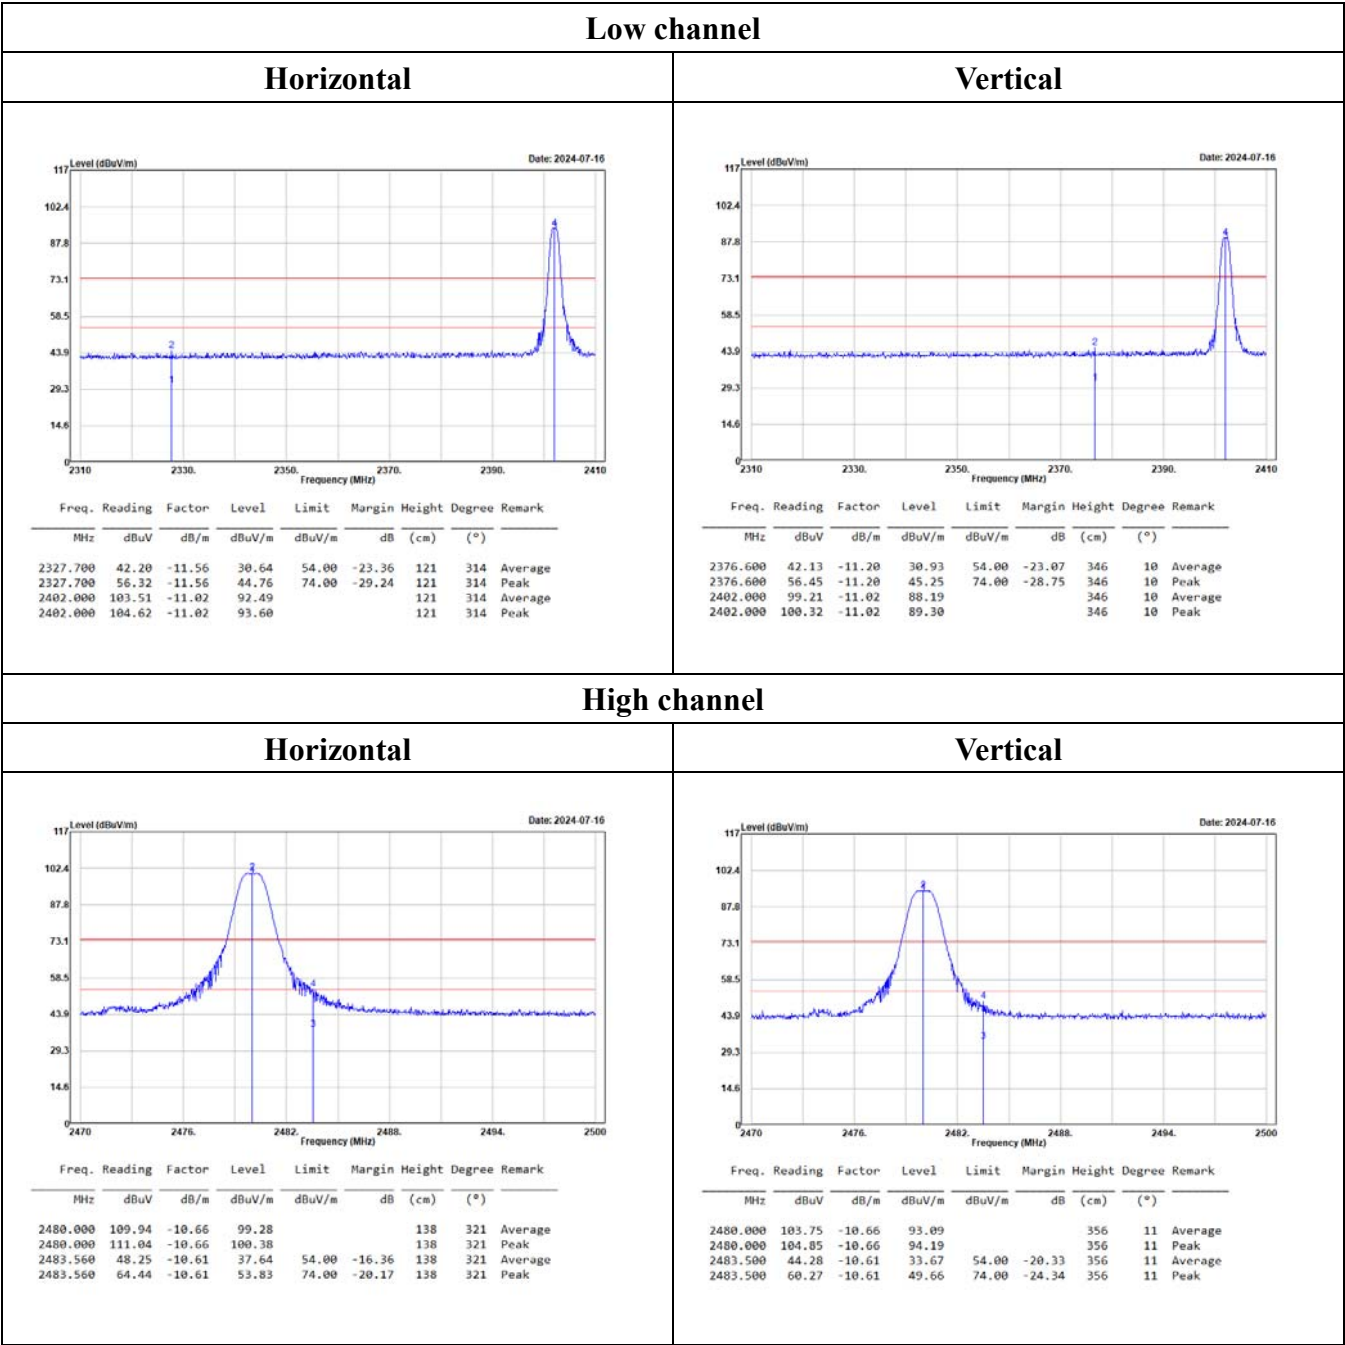 Low channel
Horizontal Vertical
Level (dBuV/m) Date: 2024-07-16
117
102.4
87.8
73.1
58.5
43.9
29.3
14.6
0
4
2
1
2310 2330. 2350. 2370. 2390. 2410
Frequency (MHz)
Freq. Reading Factor Level Limit Margin Height Degree Remark
MHz dBuV dB/m dBuV/m dBuV/m dB (cm) (°)
2327.700 42.20 -11.56 30.64 54.00 -23.36 121 314 Average
2327.700 56.32 -11.56 44.76 74.00 -29.24 121 314 Peak
2402.000 103.51 -11.02 92.49 121 314 Average
2402.000 104.62 -11.02 93.60 121 314 Peak
Level (dBuV/m) Date: 2024-07-16
117
102.4
87.8
73.1
58.5
43.9
29.3
14.6
0
4
2
1
2310 2330. 2350. 2370. 2390. 2410
Frequency (MHz)
Freq. Reading Factor Level Limit Margin Height Degree Remark
MHz dBuV dB/m dBuV/m dBuV/m dB (cm) (°)
2376.600 42.13 -11.20 30.93 54.00 -23.07 346 10 Average
2376.600 56.45 -11.20 45.25 74.00 -28.75 346 10 Peak
2402.000 99.21 -11.02 88.19 346 10 Average
2402.000 100.32 -11.02 89.30 346 10 Peak
High channel
Horizontal Vertical
Level (dBuV/m) Date: 2024-07-16
117
102.4
87.8
73.1
58.5
43.9
29.3
14.6
0
2
4
3
2470 2476. 2482. 2488. 2494. 2500
Frequency (MHz)
Freq. Reading Factor Level Limit Margin Height Degree Remark
MHz dBuV dB/m dBuV/m dBuV/m dB (cm) (°)
2480.000 109.94 -10.66 99.28 138 321 Average
2480.000 111.04 -10.66 100.38 138 321 Peak
2483.560 48.25 -10.61 37.64 54.00 -16.36 138 321 Average
2483.560 64.44 -10.61 53.83 74.00 -20.17 138 321 Peak
Level (dBuV/m) Date: 2024-07-16
117
102.4
87.8
73.1
58.5
43.9
29.3
14.6
0
2
4
3
2470 2476. 2482. 2488. 2494. 2500
Frequency (MHz)
Freq. Reading Factor Level Limit Margin Height Degree Remark
MHz dBuV dB/m dBuV/m dBuV/m dB (cm) (°)
2480.000 103.75 -10.66 93.09 356 11 Average
2480.000 104.85 -10.66 94.19 356 11 Peak
2483.500 44.28 -10.61 33.67 54.00 -20.33 356 11 Average
2483.500 60.27 -10.61 49.66 74.00 -24.34 356 11 Peak